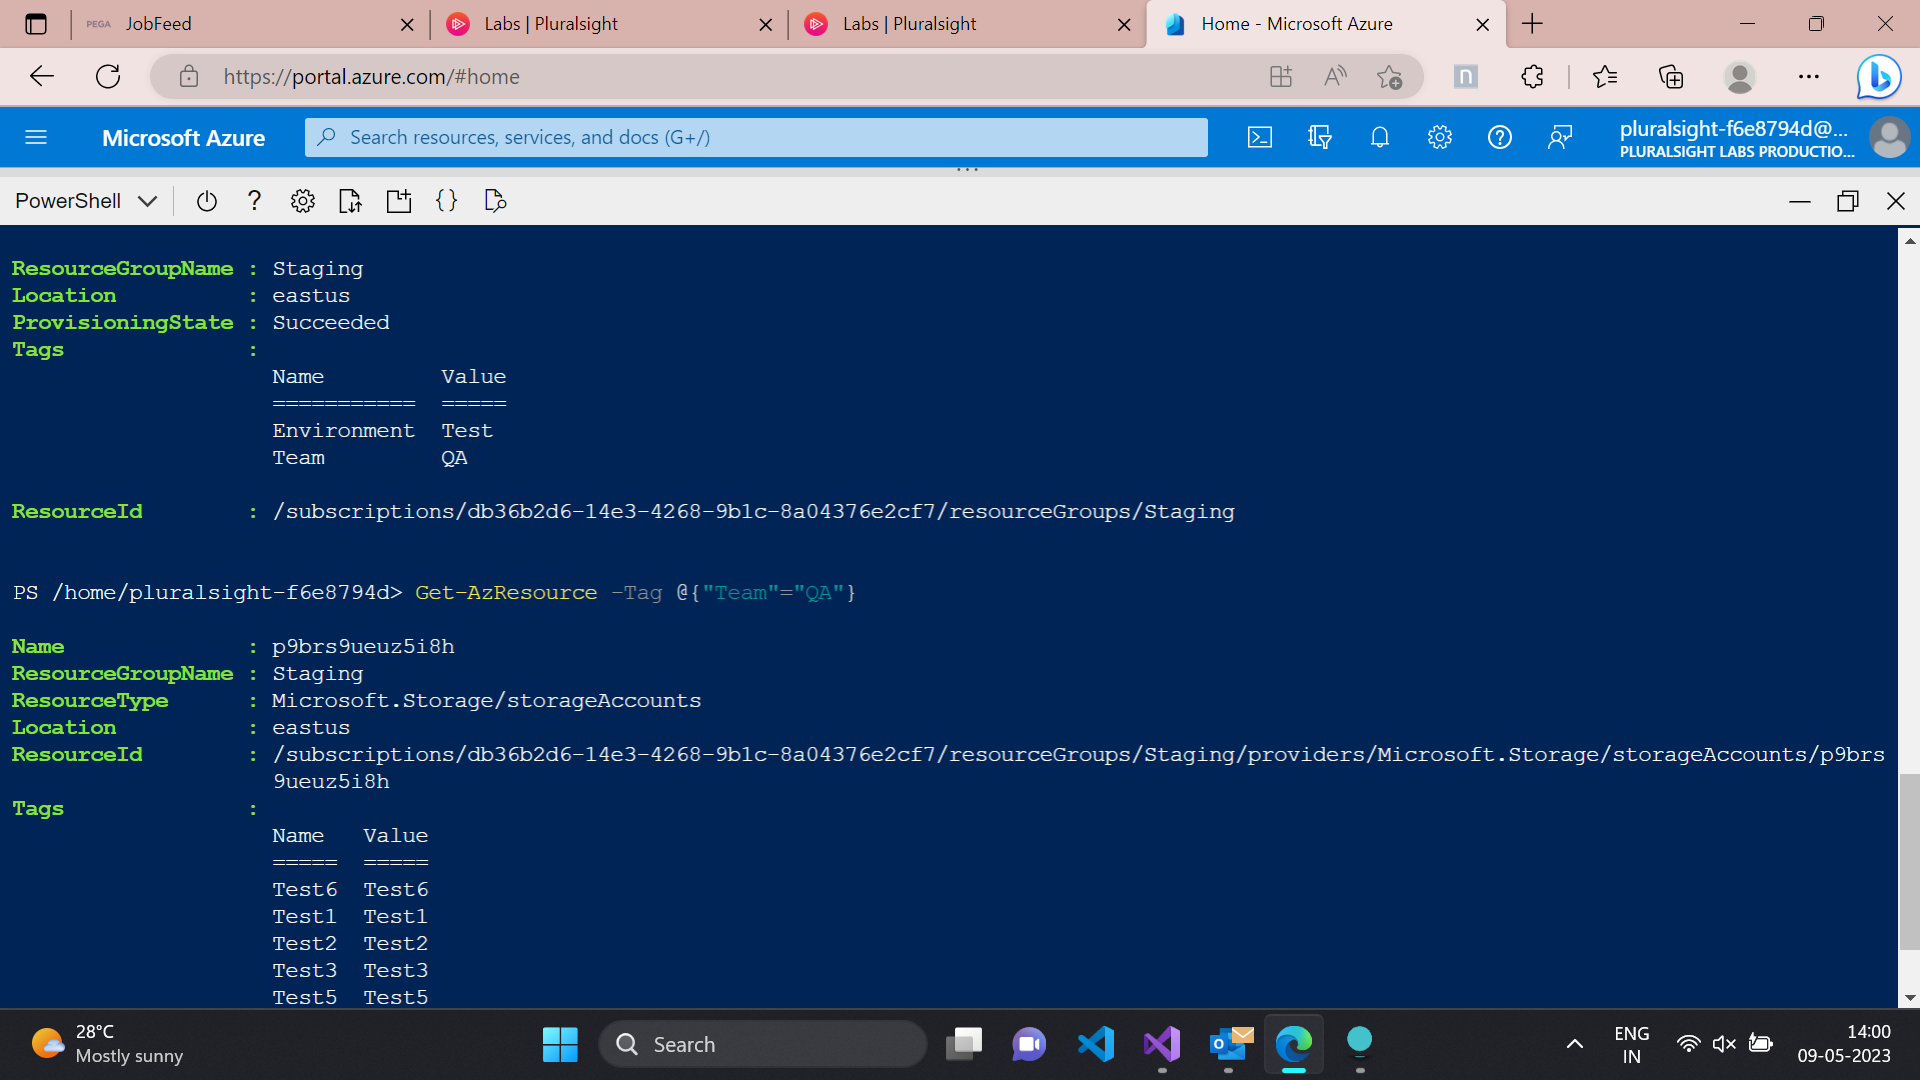 PEGA JobFeed
Labs | Pluralsight
Labs | Pluralsight
Home - Microsoft Azure
https://portal.azure.com/#home
n
Microsoft Azure
Search resources, services, and docs (G+/)
pluralsight-f6e8794d@...
PLURALSIGHT LABS PRODUCTIO...
PowerShell
ResourceGroupName : Staging
Location : eastus
ProvisioningState : Succeeded
Tags :
Name Value
=========== =====
Environment Test
Team QA
ResourceId : /subscriptions/db36b2d6-14e3-4268-9b1c-8a04376e2cf7/resourceGroups/Staging
PS /home/pluralsight-f6e8794d> Get-AzResource -Tag @{"Team"="QA"}
Name : p9brs9ueuz5i8h
ResourceGroupName : Staging
ResourceType : Microsoft.Storage/storageAccounts
Location : eastus
ResourceId : /subscriptions/db36b2d6-14e3-4268-9b1c-8a04376e2cf7/resourceGroups/Staging/providers/Microsoft.Storage/storageAccounts/p9brs
9ueuz5i8h
Tags :
Name Value
===== =====
Test6 Test6
Test1 Test1
Test2 Test2
Test3 Test3
Test5 Test5
28°C
Mostly sunny
Search
ENG
IN
14:00
09-05-2023